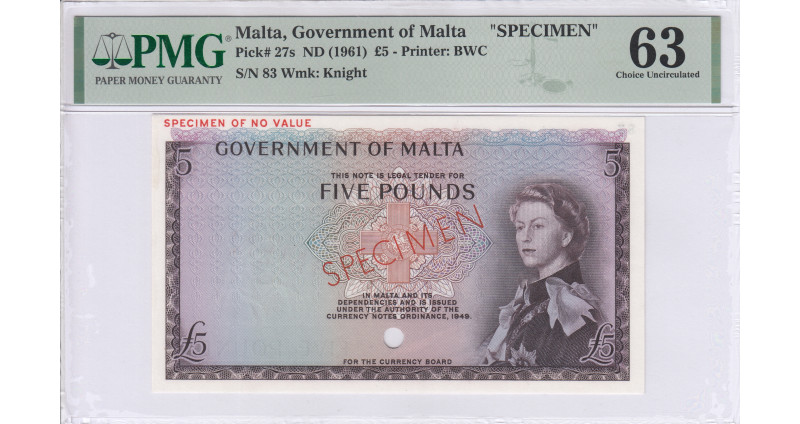 PMG®
PAPER MONEY GUARANTY
Malta, Government of Malta "SPECIMEN"
Pick# 27s ND (1961) £5 - Printer: BWC
S/N 83 Wmk: Knight
63
Choice Uncirculated
SPECIMEN OF NO VALUE
5 GOVERNMENT OF MALTA 5
THIS NOTE IS LEGAL TENDER FOR
FIVE POUNDS
SPECIMEN
IN MALTA AND ITS
DEPENDENCIES AND IS ISSUED
UNDER THE AUTHORITY OF THE
CURRENCY NOTES ORDINANCE, 1949.
£5 £5
FOR THE CURRENCY BOARD